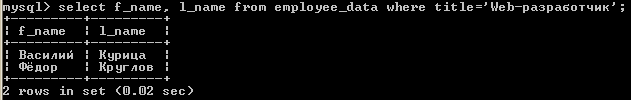 mysql> select f_name, l_name from employee_data where title='Web-разработчик';
+---------+---------+
| f_name | l_name |
+---------+---------+
| Василий | Курица |
| Фёдор | Круглов |
+---------+---------+
2 rows in set (0.02 sec)